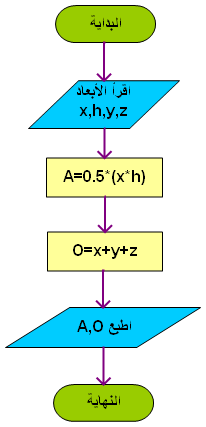 البداية
اقرأ الأبعاد
x,h,y,z
A=0.5*(x*h)
O=x+y+z
اطبع A,O
النهاية